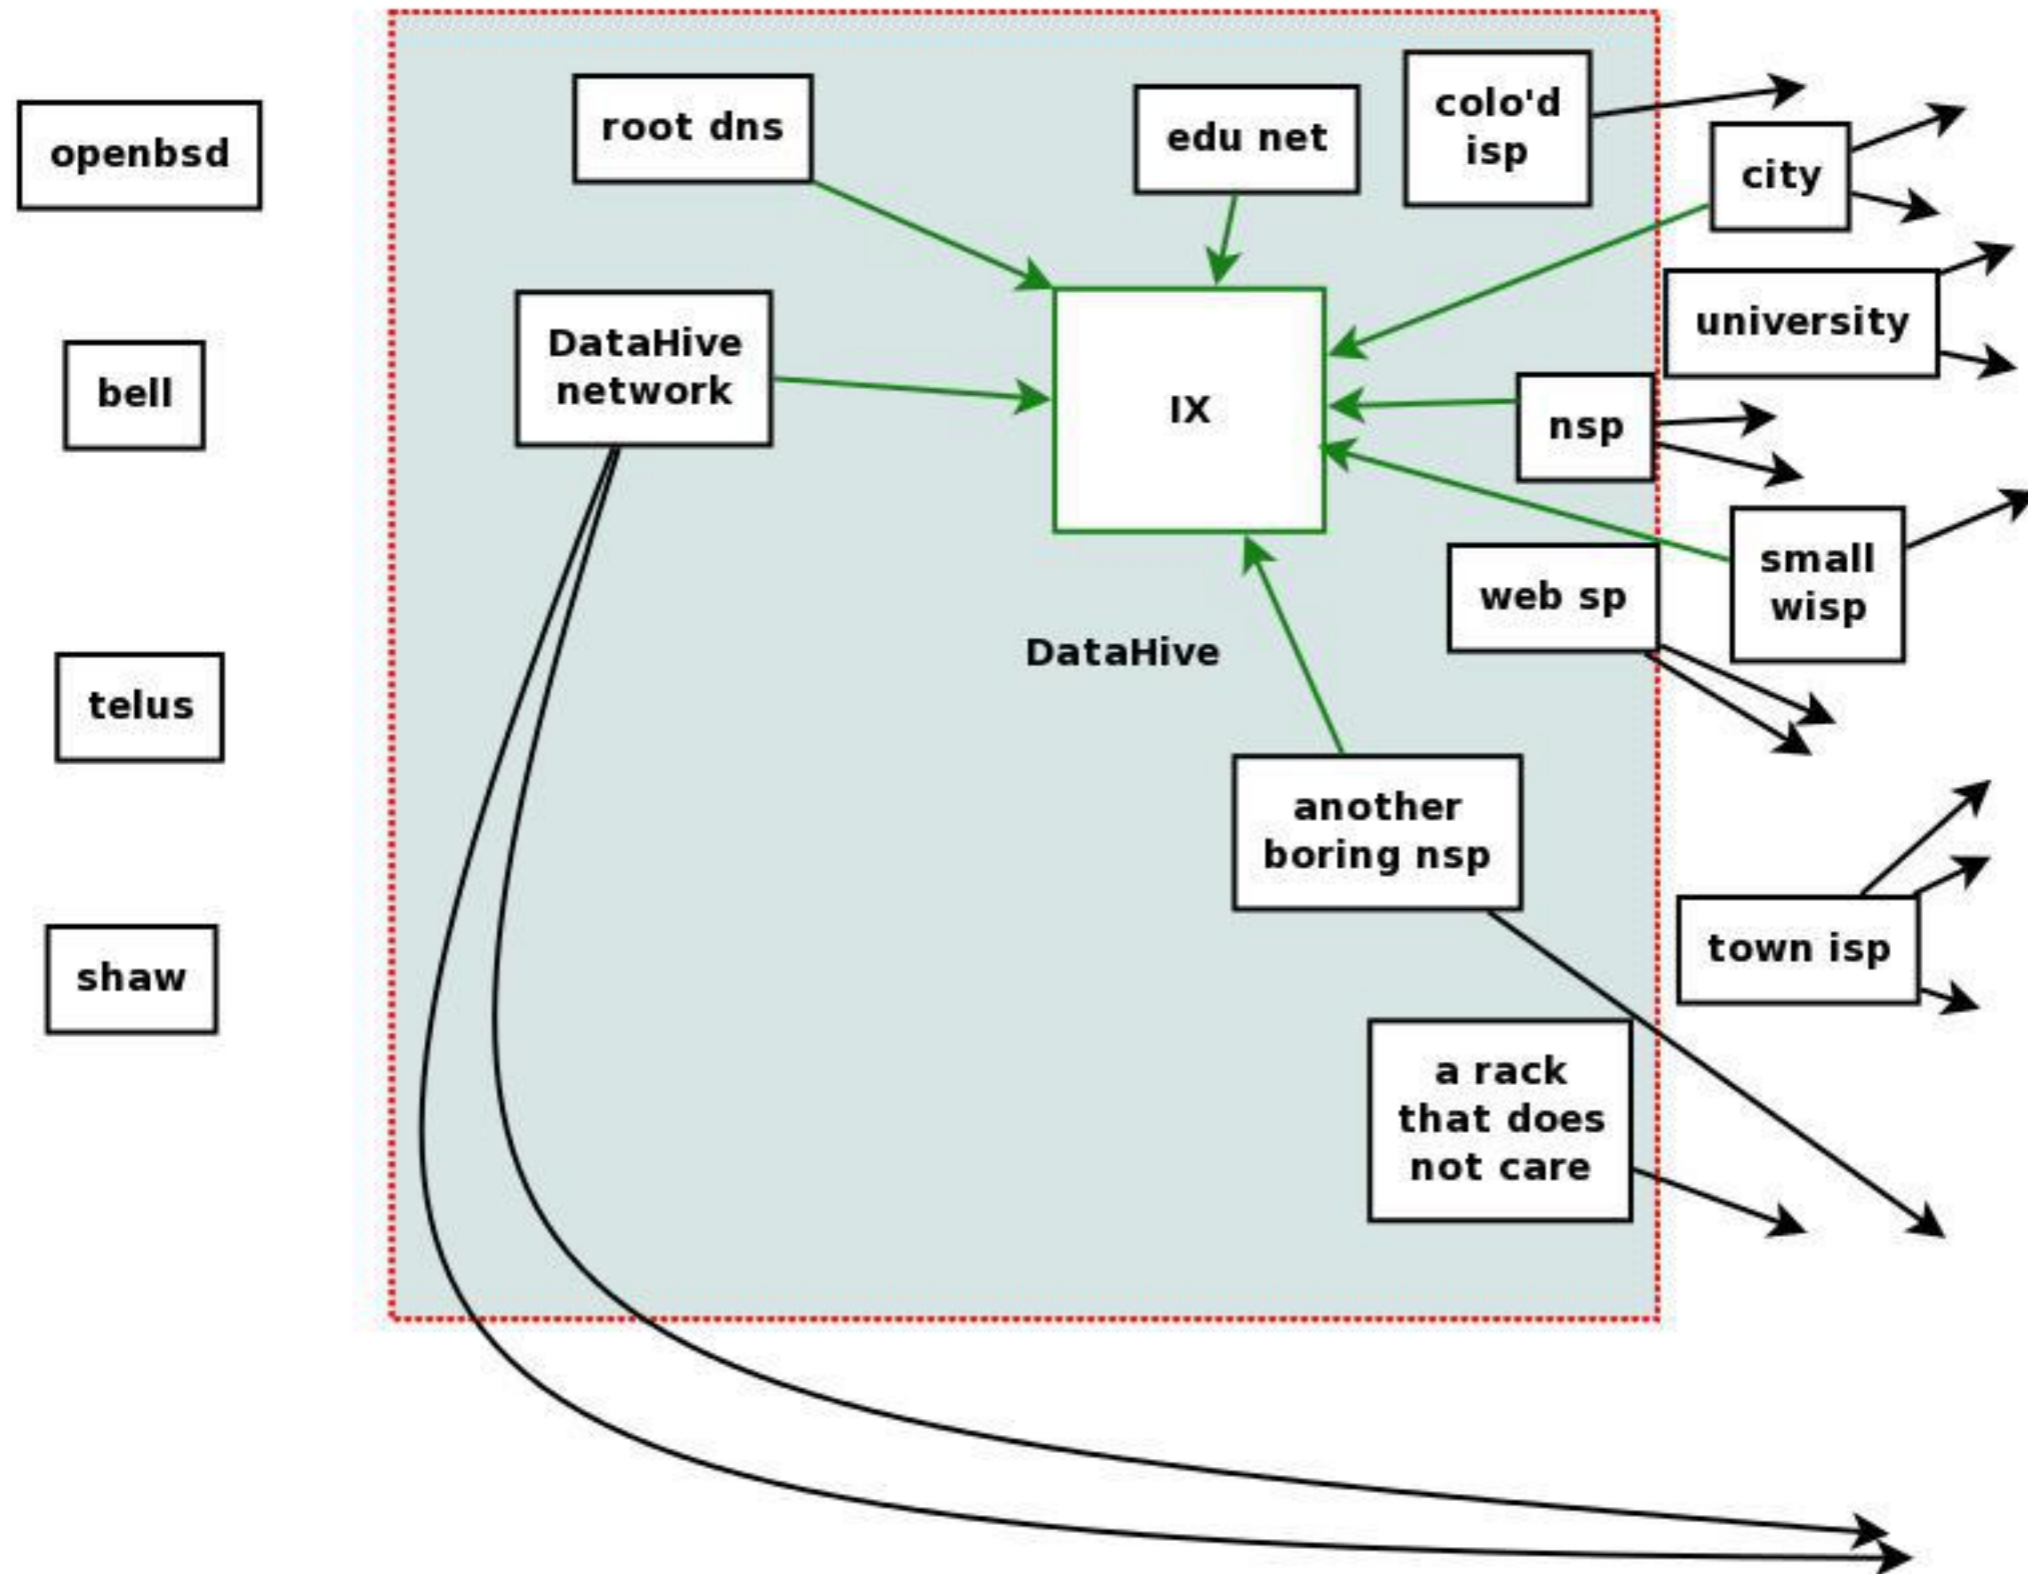 openbsd
root dns
edu net
colo'd
isp
city
university
bell
DataHive
network
IX
nsp
small
wisp
web sp
DataHive
telus
another
boring nsp
town isp
shaw
a rack
that does
not care